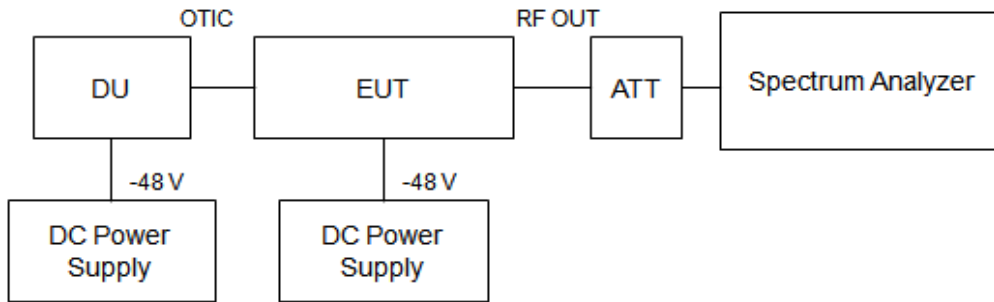 OTIC
RF OUT
DU
EUT
ATT
Spectrum Analyzer
-48 V
-48 V
DC Power
Supply
DC Power
Supply